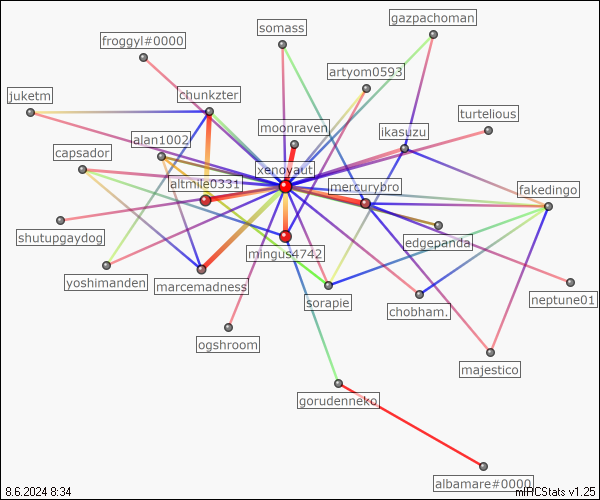 gazpachoman
somass
froggyl#0000
artyom0593
juketm
chunkzter
turtelious
moonraven
ikasuzu
alan1002
capsador
xenoyaut
altmile0331
mercurybro
fakedingo
shutupgaydog
edgepanda
mingus4742
yoshimanden
marcemadness
sorapie
chobham.
neptune01
ogshroom
majestico
gorudenneko
albamare#0000
8.6.2024 8:34
mIRCStats v1.25